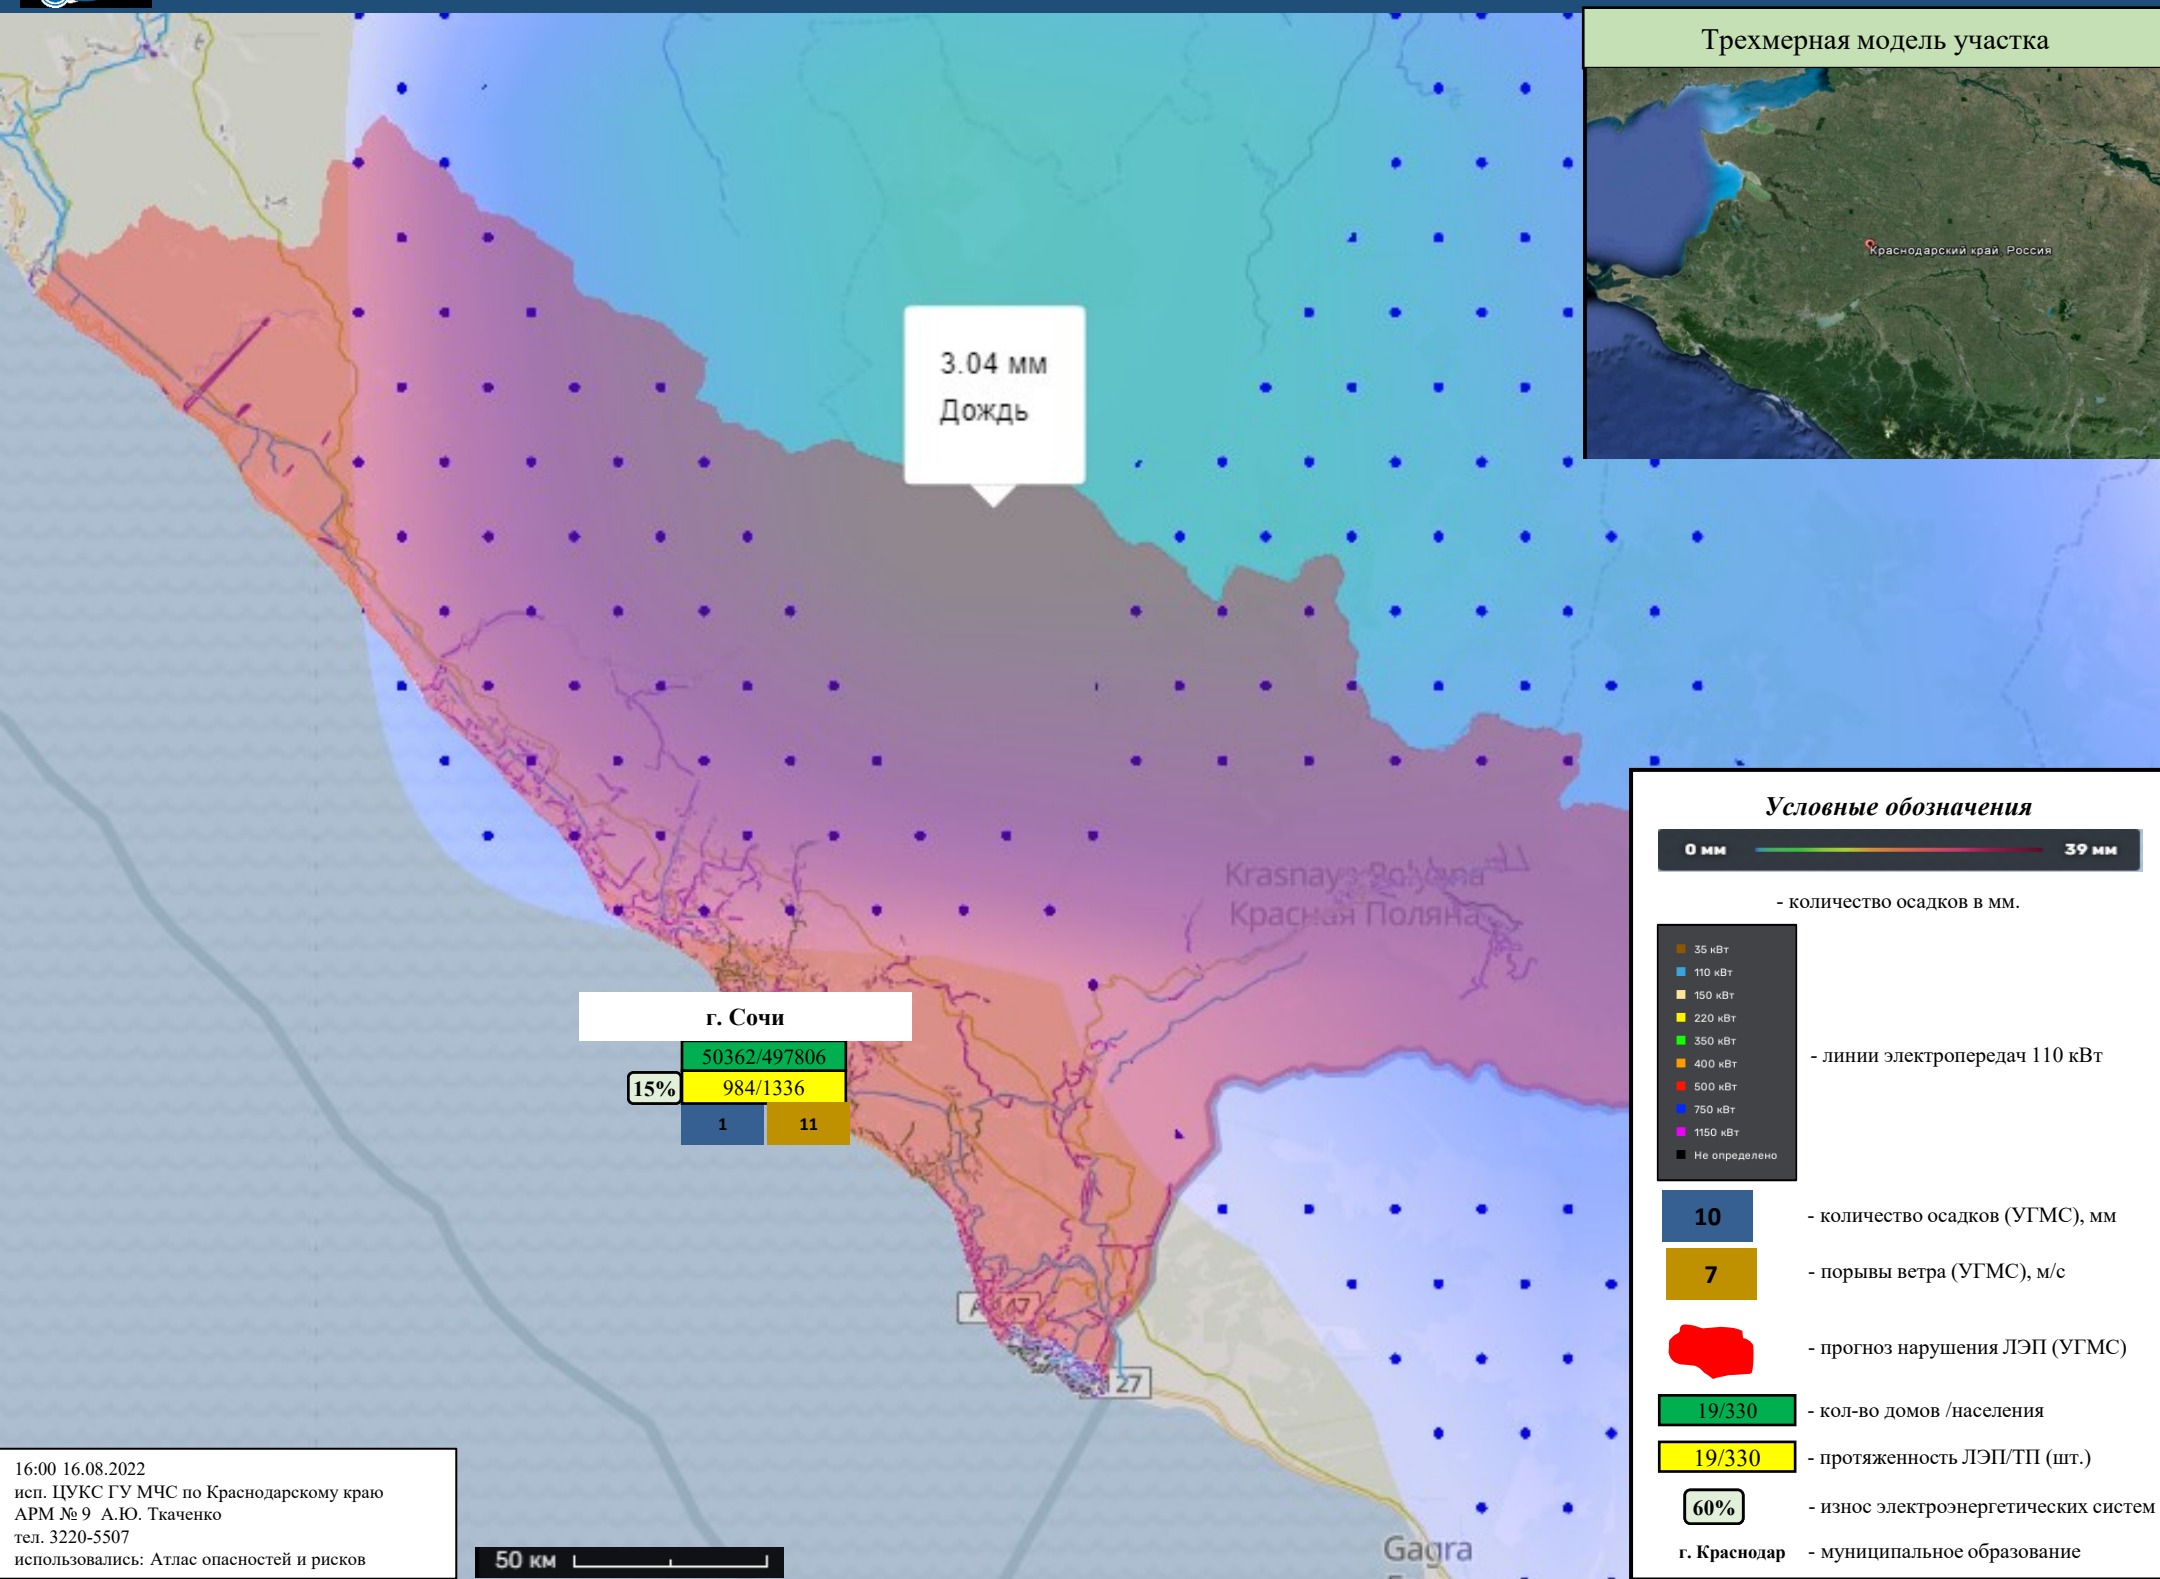 Трехмерная модель участка
Краснодарский край, Россия
3.04 мм
Дождь
Krasnaya Polyana
Красная Поляна
г. Сочи
50362/497806
15%
984/1336
1
11
27
Gagra
Условные обозначения
0 мм
39 мм
- количество осадков в мм.
35 кВт
110 кВт
150 кВт
220 кВт
350 кВт
400 кВт
500 кВт
750 кВт
1150 кВт
Не определено
- линии электропередач 110 кВт
10
- количество осадков (УГМС), мм
7
- порывы ветра (УГМС), м/с
- прогноз нарушения ЛЭП (УГМС)
19/330
- кол-во домов /населения
19/330
- протяженность ЛЭП/ТП (шт.)
60%
- износ электроэнергетических систем
г. Краснодар
- муниципальное образование
16:00 16.08.2022
исп. ЦУКС ГУ МЧС по Краснодарскому краю
АРМ № 9 А.Ю. Ткаченко
тел. 3220-5507
использовались: Атлас опасностей и рисков
50 км